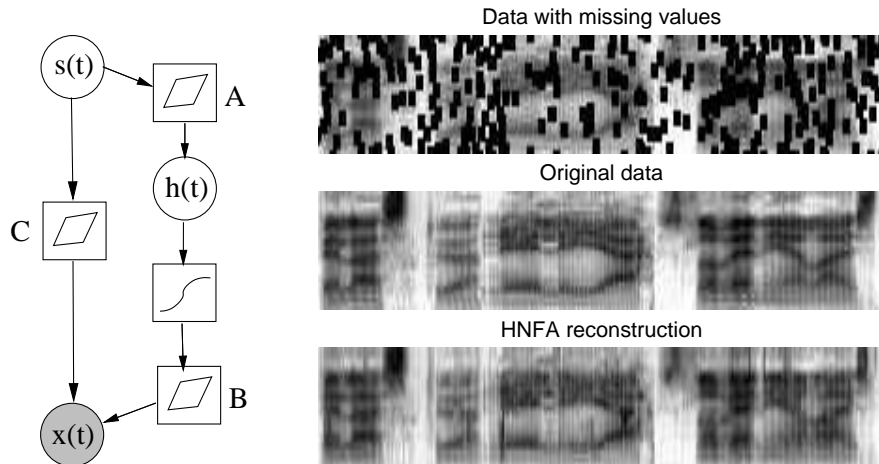 s(t)
A
h(t)
C
B
x(t)
Data with missing values
Original data
HNFA reconstruction